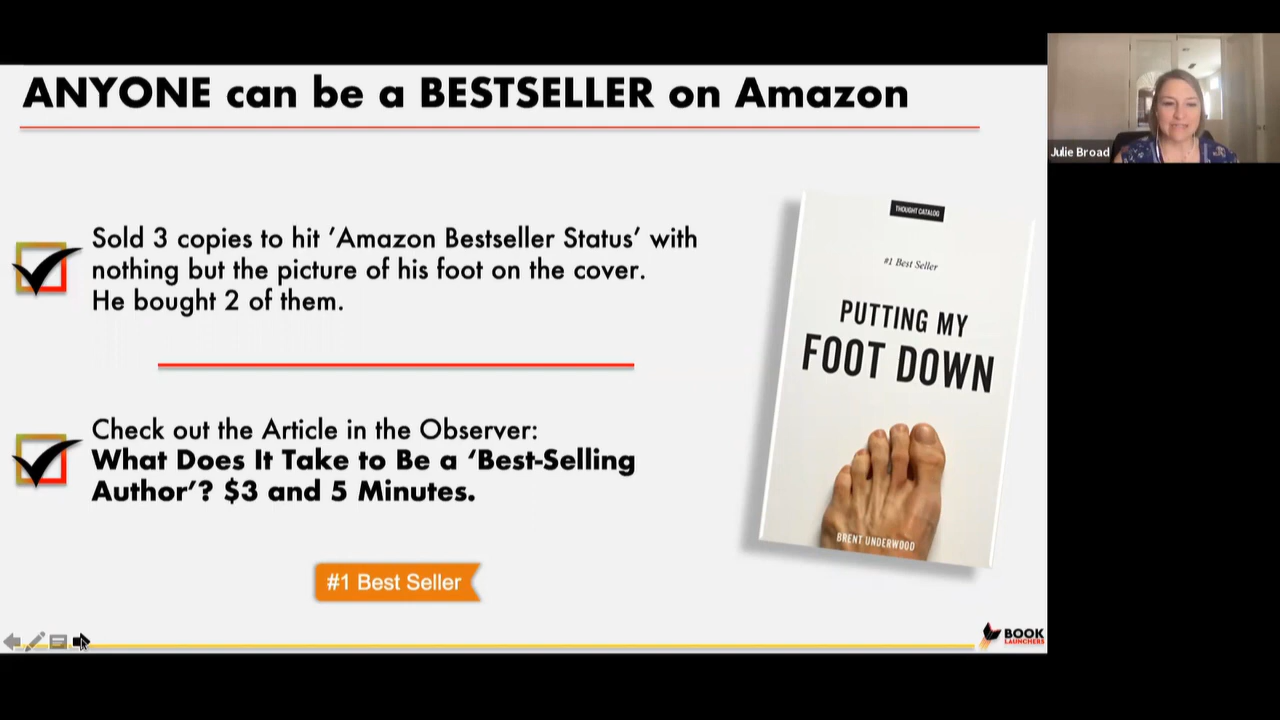 ANYONE can be a BESTSELLER on Amazon
Julie Broad
Sold 3 copies to hit 'Amazon Bestseller Status' with
nothing but the picture of his foot on the cover.
He bought 2 of them.
Check out the Article in the Observer:
What Does It Take to Be a 'Best-Selling
Author'? $3 and 5 Minutes.
#1 Best Seller
THOUGHT CATALOG
#1 Best Seller
PUTTING MY
FOOT DOWN
BRENT UNDERWOOD
BOOK
LAUNCHERS